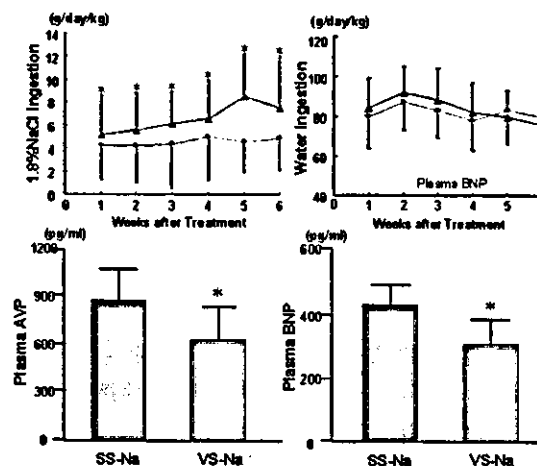 (g/day/kg)
1.8%NaCl Ingestion
14
12
10
8
6
4
2
0
* * * * * *
0 1 2 3 4 5 6
Weeks after Treatment
(g/day/kg)
Water Ingestion
120
100
80
60
40
Plasma BNP
0 1 2 3 4 5
Weeks after Treatment
(pg/ml)
Plasma AVP
1200
900
600
300
0
*
SS-Na VS-Na
(pg/ml)
Plasma BNP
600
400
200
0
*
SS-Na VS-Na